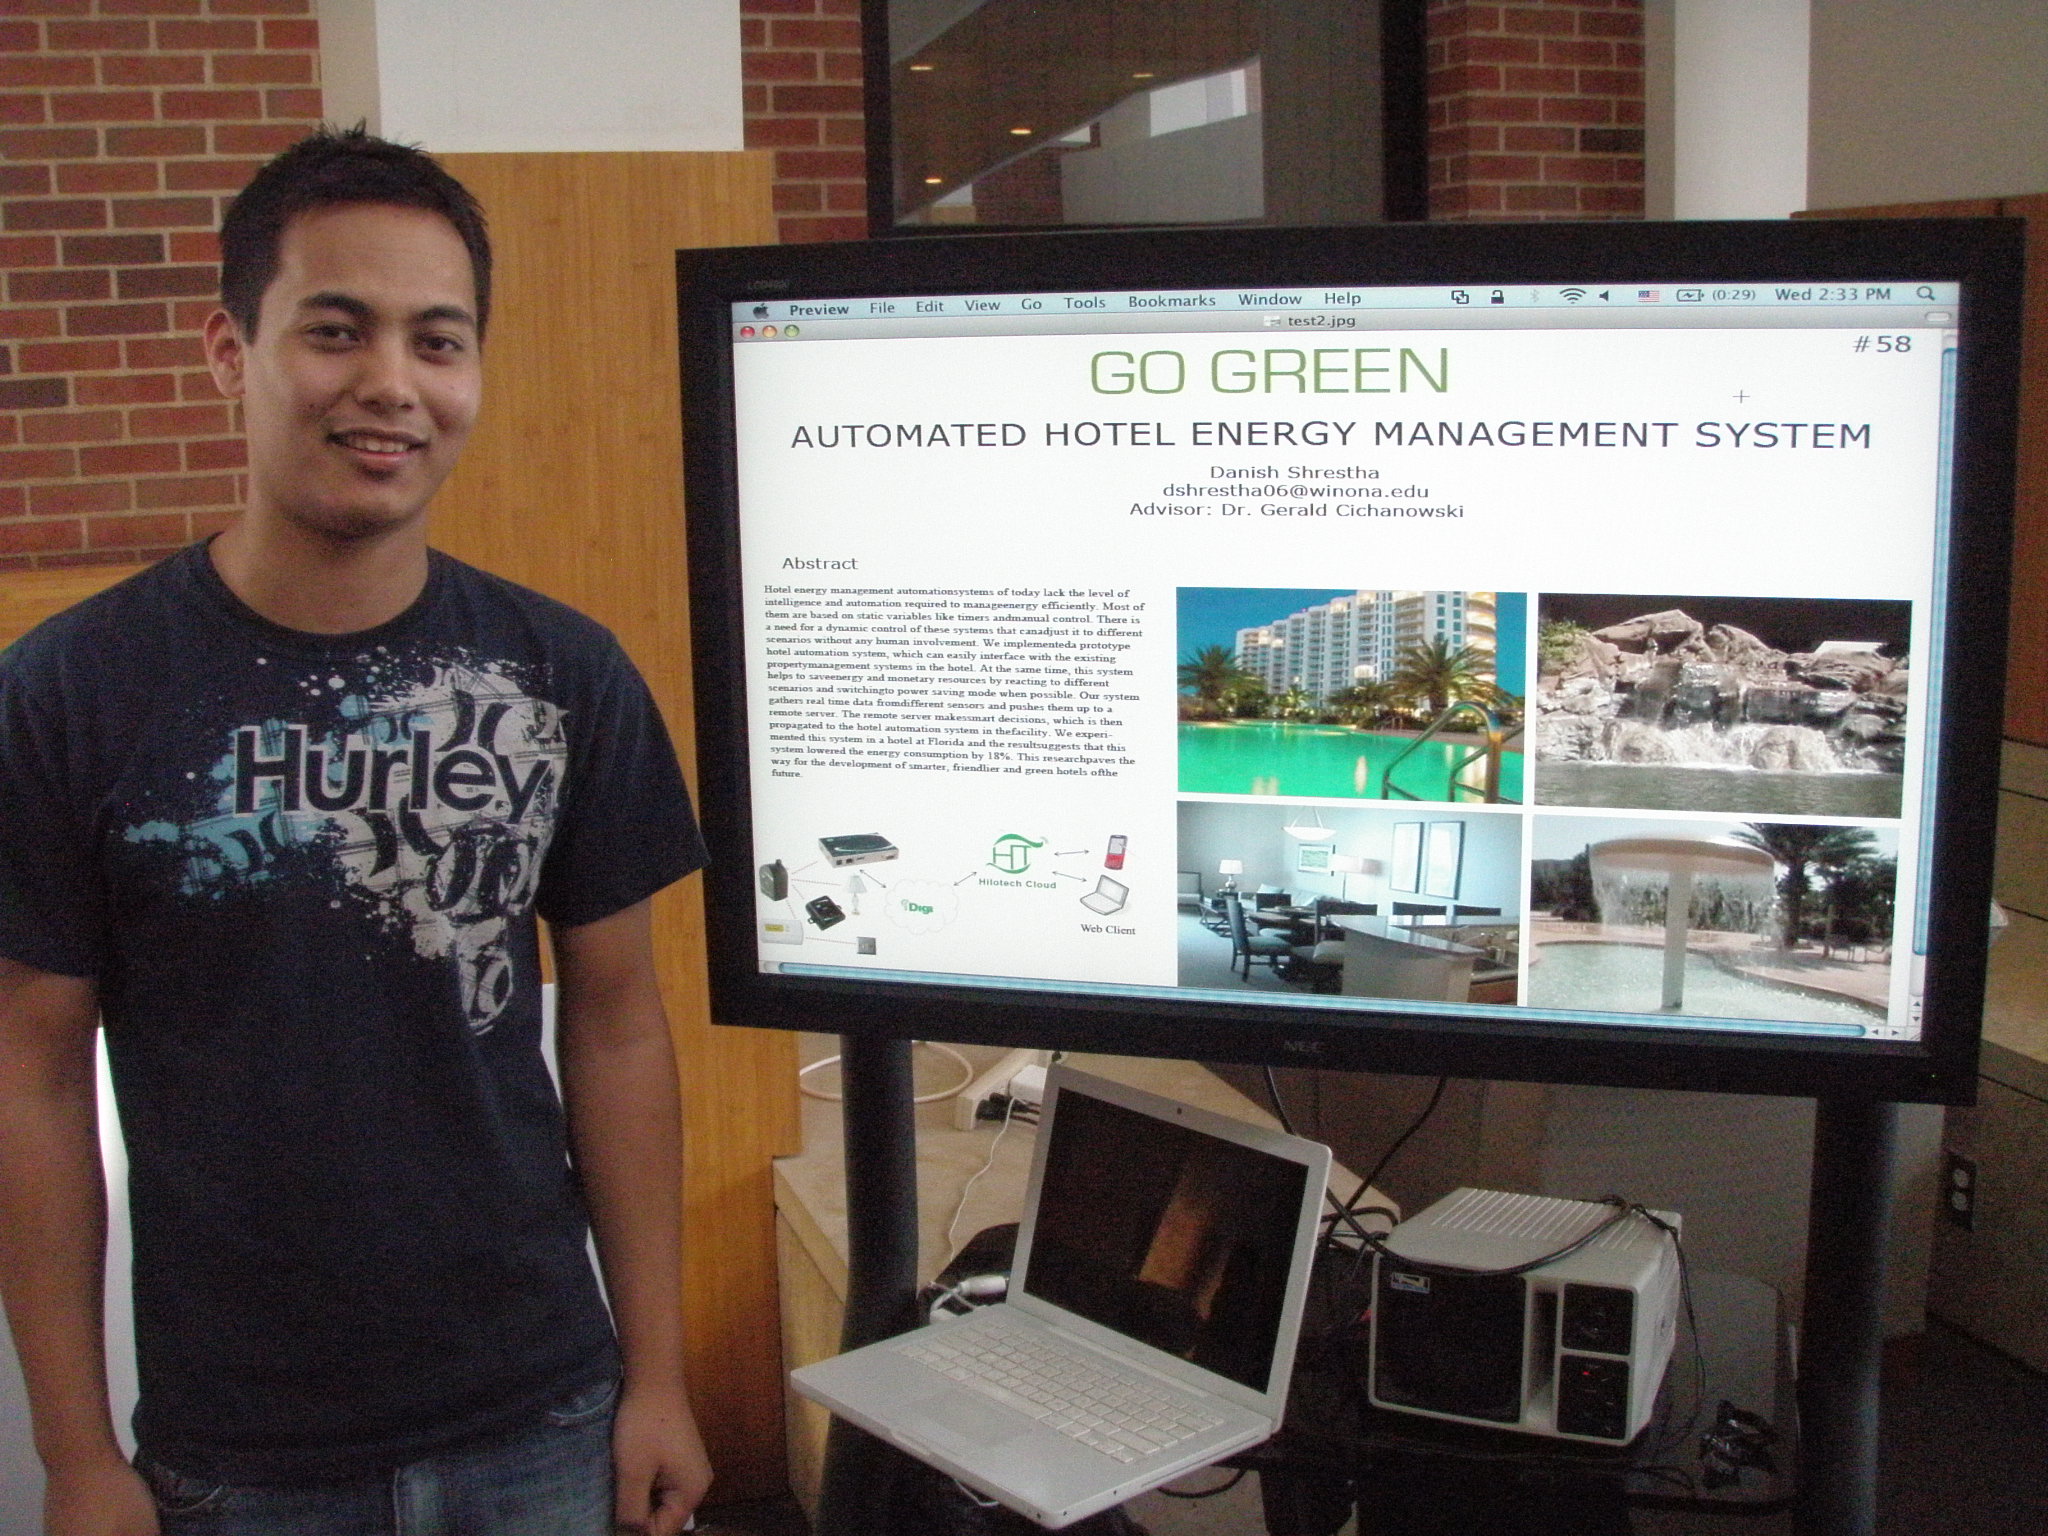 Preview File Edit View Go Tools Bookmarks Window Help (0:29) Wed 2:33 PM
test2.jpg
#58
GO GREEN
AUTOMATED HOTEL ENERGY MANAGEMENT SYSTEM
Danish Shrestha
dshrestha06@winona.edu
Advisor: Dr. Gerald Cichanowski
Abstract
Hotel energy management automationsystems of today lack the level of
intelligence and automation required to manageenergy efficiently. Most of
them are based on static variables like timers andmanual control. There is
a need for a dynamic control of these systems that canadjust it to different
scenarios without any human involvement. We implementeda prototype
hotel automation system, which can easily interface with the existing
propertymanagement systems in the hotel. At the same time, this system
helps to saveenergy and monetary resources by reacting to different
scenarios and switchingto power saving mode when possible. Our system
gathers real time data fromdifferent sensors and pushes them up to a
remote server. The remote server makessmart decisions, which is then
propagated to the hotel automation system in thefacility. We experi-
mented this system in a hotel at Florida and the resultsuggests that this
system lowered the energy consumption by 18%. This researchpaves the
way for the development of smarter, friendlier and green hotels ofthe
future.
HT
Hilotech Cloud
iDigi
Web Client
NEC
Hurley